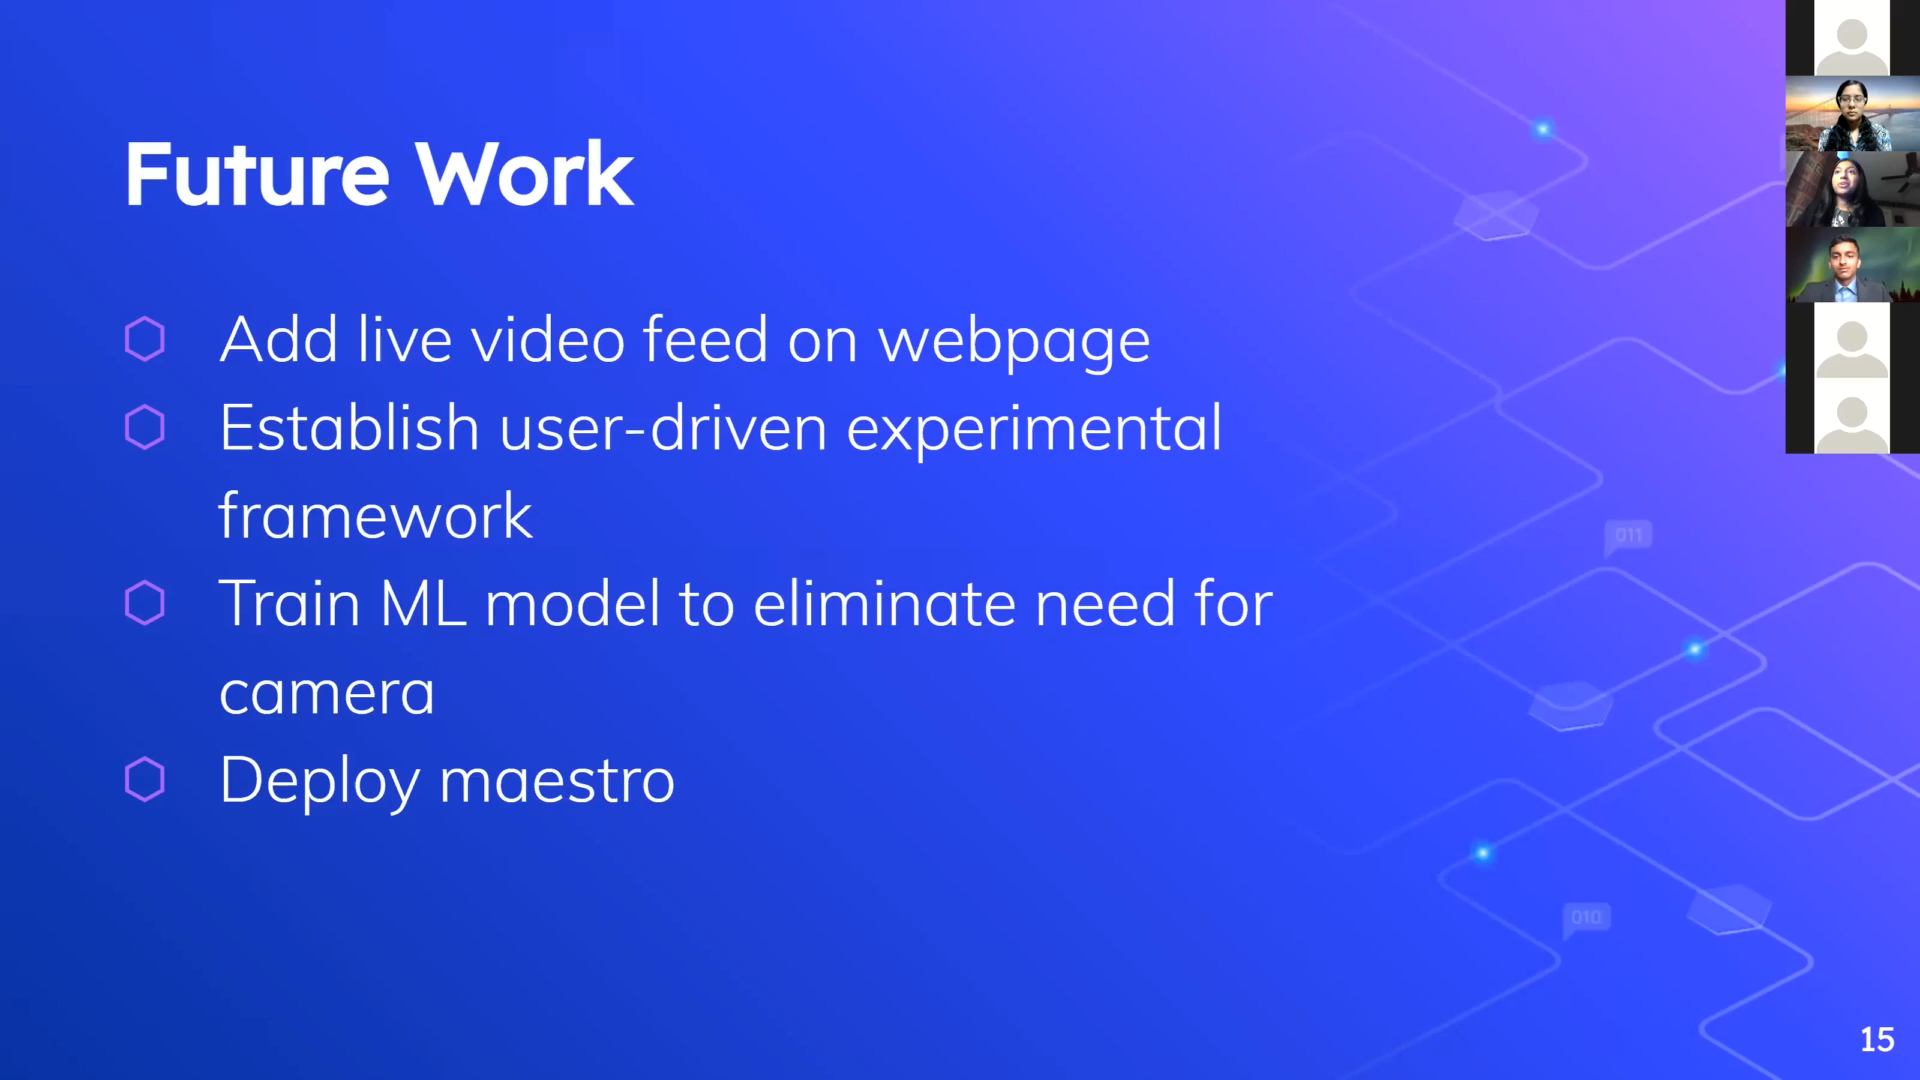 Future Work
Add live video feed on webpage
Establish user-driven experimental
framework
Train ML model to eliminate need for
camera
Deploy maestro
011
010
15